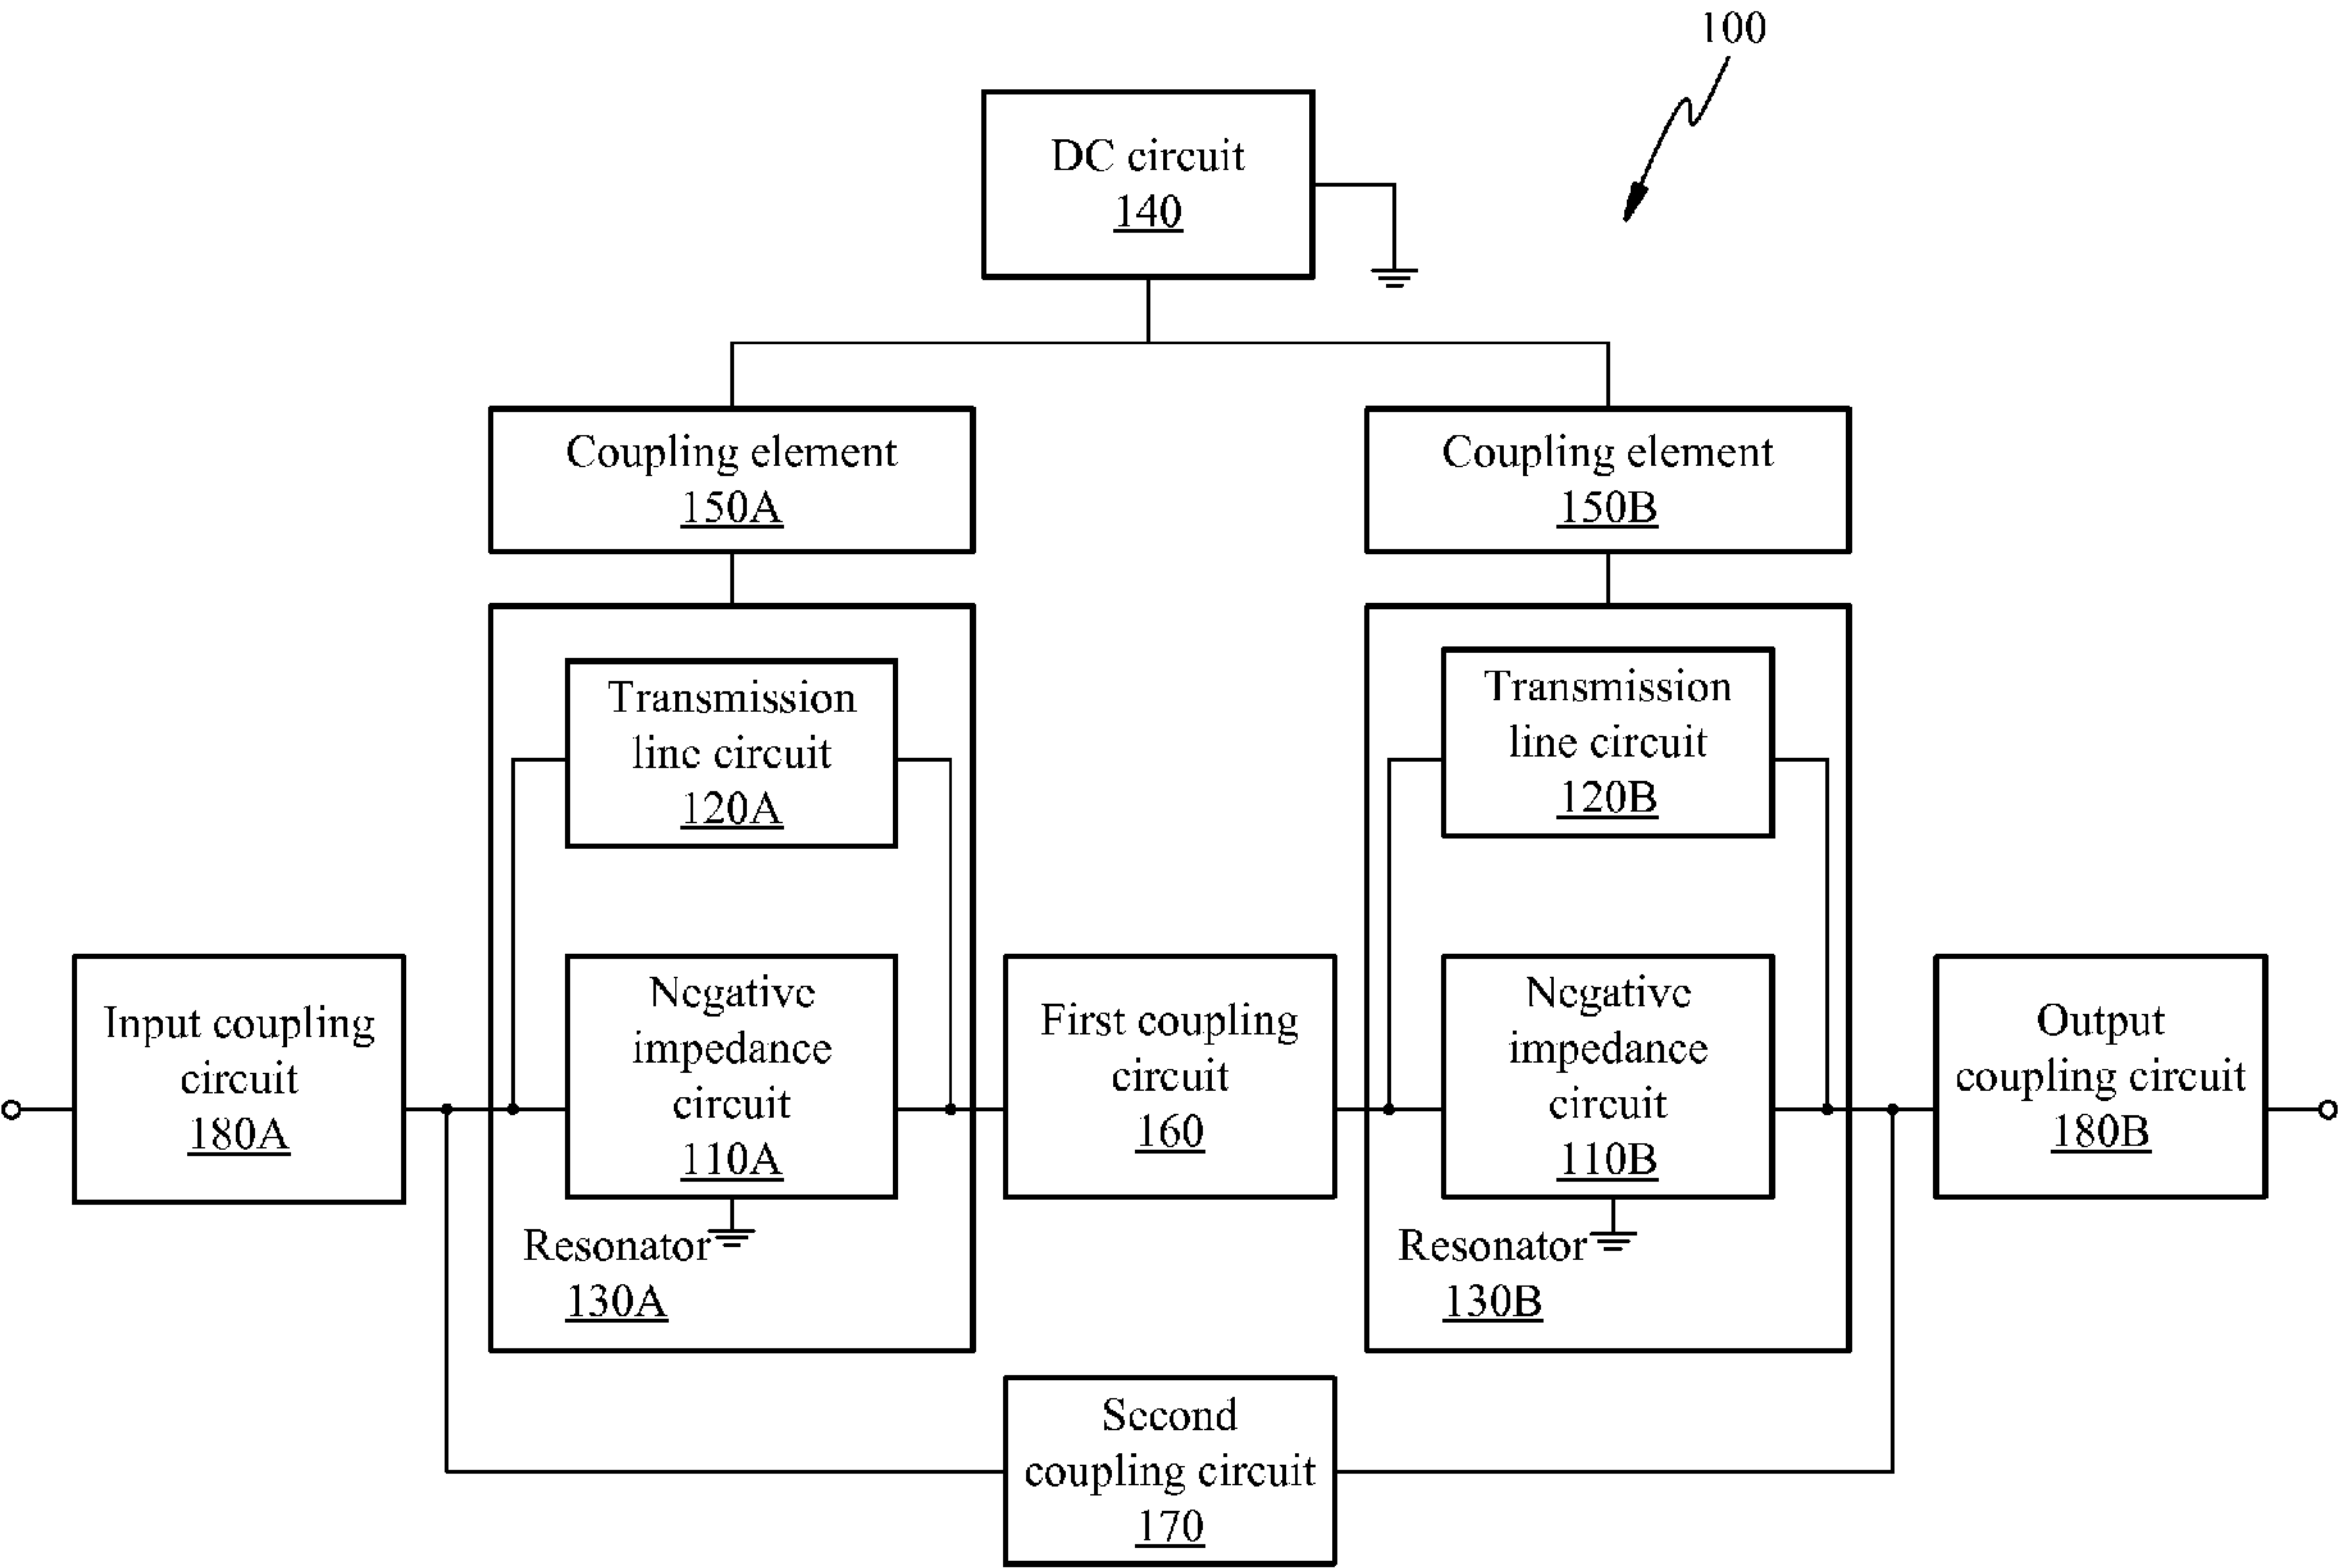 100
DC circuit
140
Coupling element
150A
Coupling element
150B
Transmission
line circuit
120A
Transmission
line circuit
120B
Input coupling
circuit
180A
Negative
impedance
circuit
110A
First coupling
circuit
160
Negative
impedance
circuit
110B
Output
coupling circuit
180B
Resonator
130A
Resonator
130B
Second
coupling circuit
170